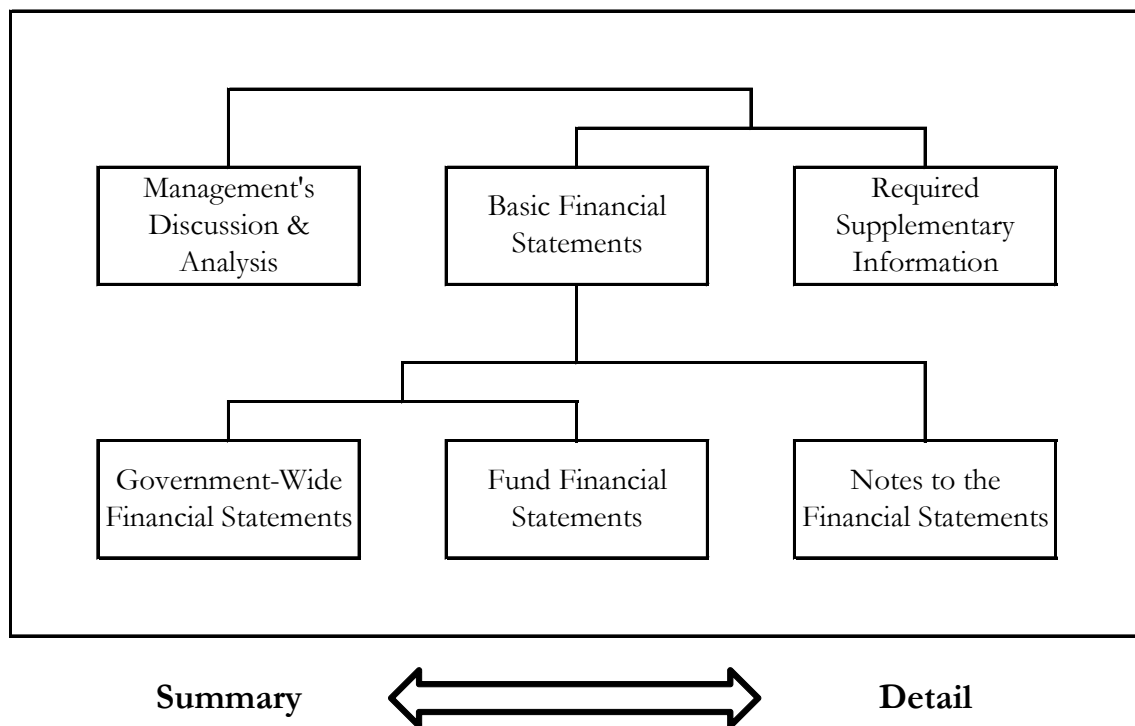 Management's
Discussion &
Analysis
Basic Financial
Statements
Required
Supplementary
Information
Government-Wide
Financial Statements
Fund Financial
Statements
Notes to the
Financial Statements
Summary
Detail